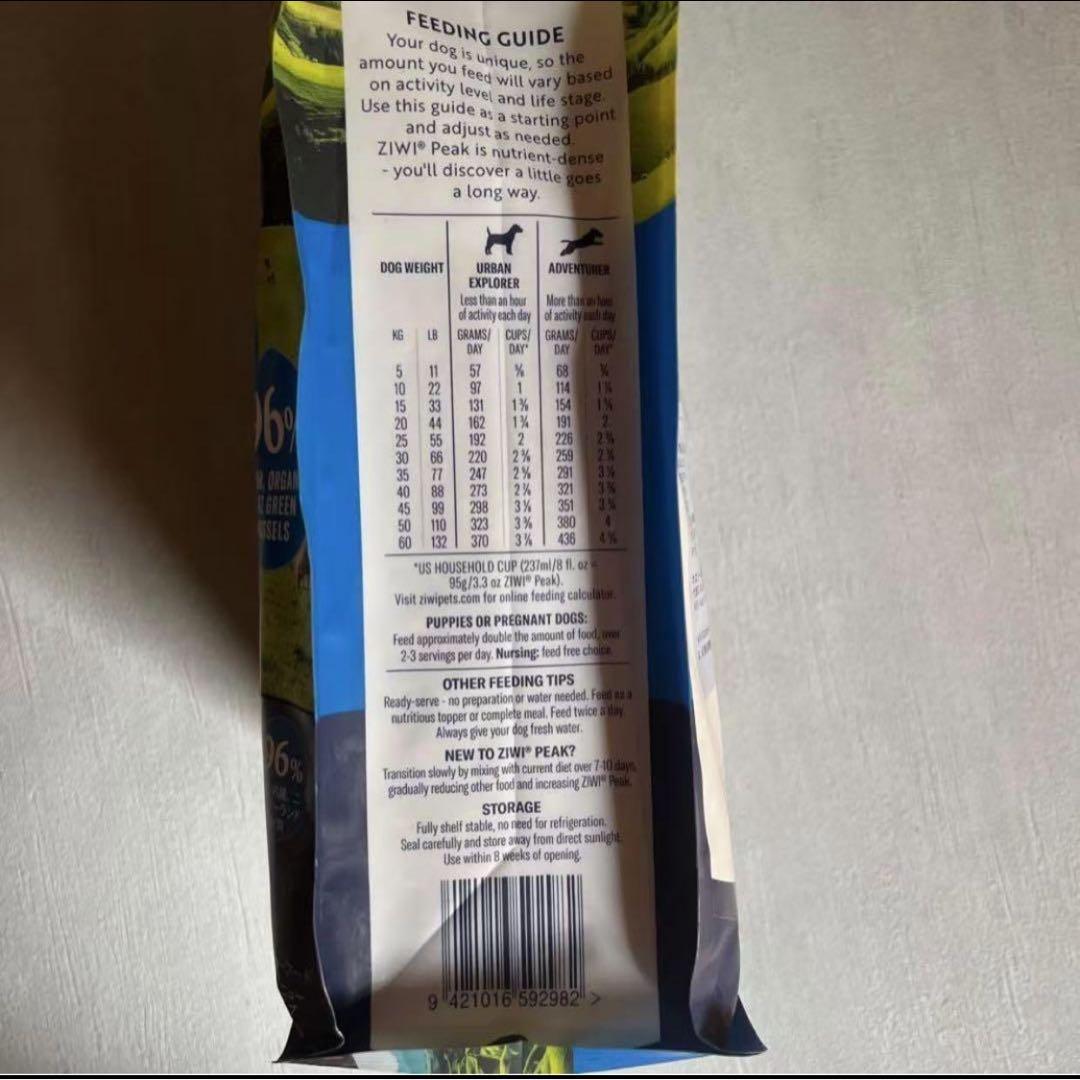 FEEDING GUIDE
Your dog is unique, so the
amount you feed will vary based
on activity level and life stage.
Use this guide as a starting point
and adjust as needed.
ZIWI® Peak is nutrient-dense
- you'll discover a little goes
a long way.
DOG WEIGHT URBAN ADVENTURER
EXPLORER
Less than an hour More than an hour
of activity each day of activity each day
KG LB GRAMS/ CUPS/ GRAMS/ CUPS/
DAY DAY* DAY DAY*
5 11 57 68
10 22 97 1 114
15 33 131 154
20 44 162 1¾ 191 2
25 55 192 2 226
30 66 220 259
35 77 247 291
40 88 273 321
45 99 298 351
50 110 323 380 4
60 132 370 436
*US HOUSEHOLD CUP (237ml/8 fl. oz =
95g/3.3 oz ZIWI® Peak).
Visit ziwipets.com for online feeding calculator.
PUPPIES OR PREGNANT DOGS:
Feed approximately double the amount of food, over
2-3 servings per day. Nursing: feed free choice.
OTHER FEEDING TIPS
Ready-serve - no preparation or water needed. Feed as a
nutritious topper or complete meal. Feed twice a day.
Always give your dog fresh water.
NEW TO ZIWI® PEAK?
Transition slowly by mixing with current diet over 7-10 days,
gradually reducing other food and increasing ZIWI® Peak.
STORAGE
Fully shelf stable, no need for refrigeration.
Seal carefully and store away from direct sunlight.
Use within 8 weeks of opening.
9 421016 592982 >
96%
GREEN
96%